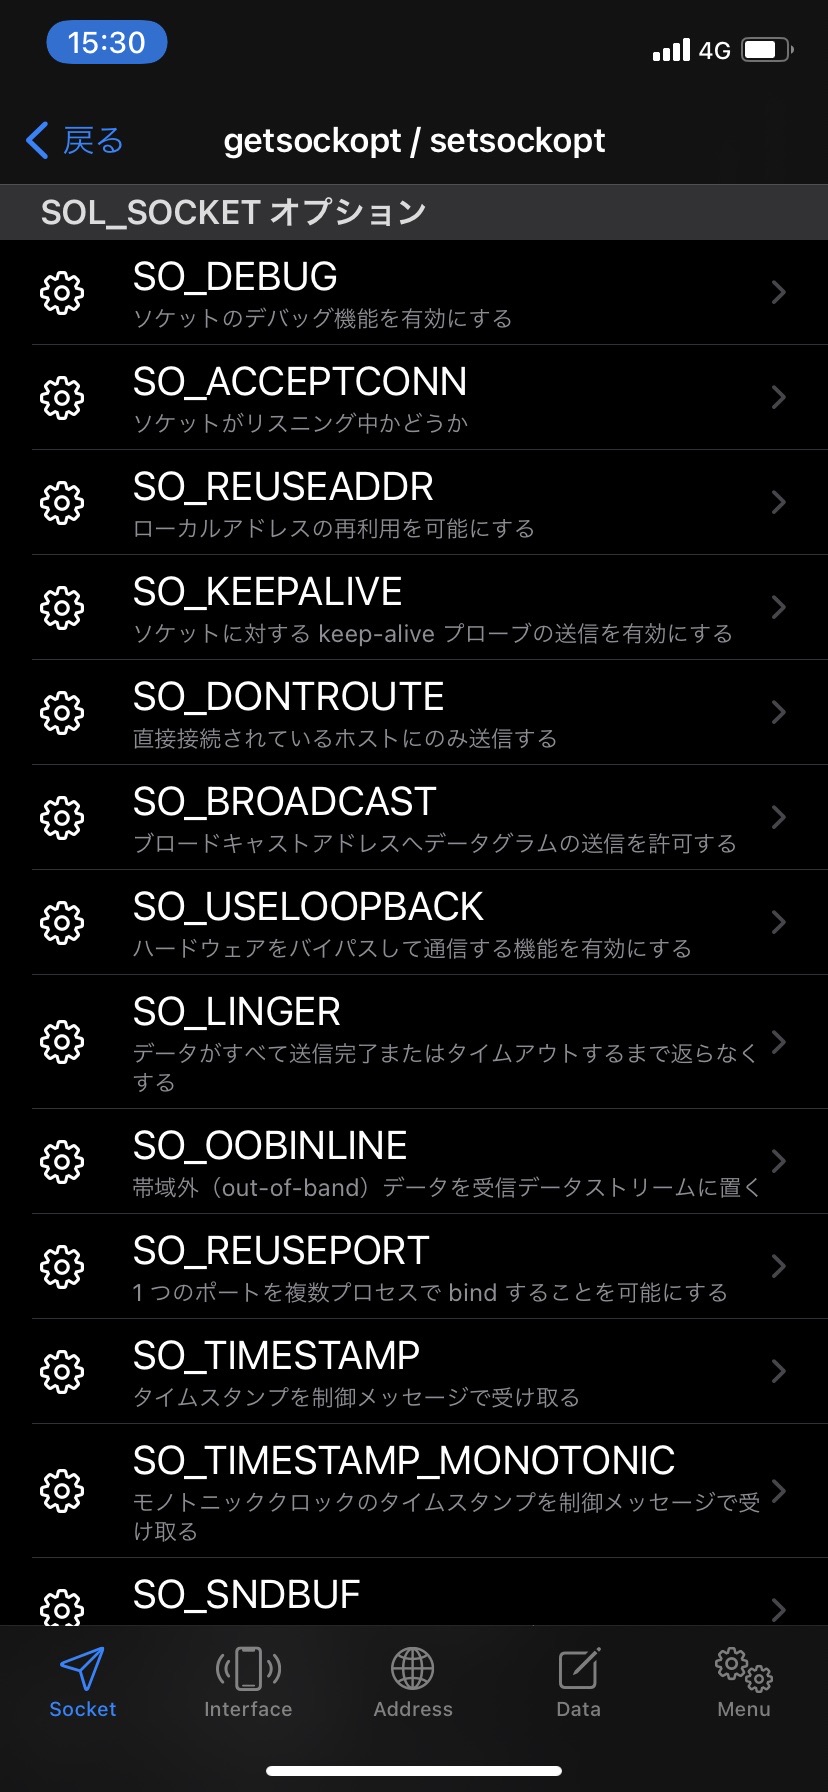 15:30
4G
戻る
getsockopt / setsockopt
SOL_SOCKET オプション
SO_DEBUG
ソケットのデバッグ機能を有効にする
SO_ACCEPTCONN
ソケットがリスニング中かどうか
SO_REUSEADDR
ローカルアドレスの再利用を可能にする
SO_KEEPALIVE
ソケットに対する keep-alive プローブの送信を有効にする
SO_DONTROUTE
直接接続されているホストにのみ送信する
SO_BROADCAST
ブロードキャストアドレスへデータグラムの送信を許可する
SO_USELOOPBACK
ハードウェアをバイパスして通信する機能を有効にする
SO_LINGER
データがすべて送信完了またはタイムアウトするまで返らなく
する
SO_OOBINLINE
帯域外（out-of-band）データを受信データストリームに置く
SO_REUSEPORT
1 つのポートを複数プロセスで bind することを可能にする
SO_TIMESTAMP
タイムスタンプを制御メッセージで受け取る
SO_TIMESTAMP_MONOTONIC
モノトニッククロックのタイムスタンプを制御メッセージで受
け取る
SO_SNDBUF
Socket
Interface
Address
Data
Menu